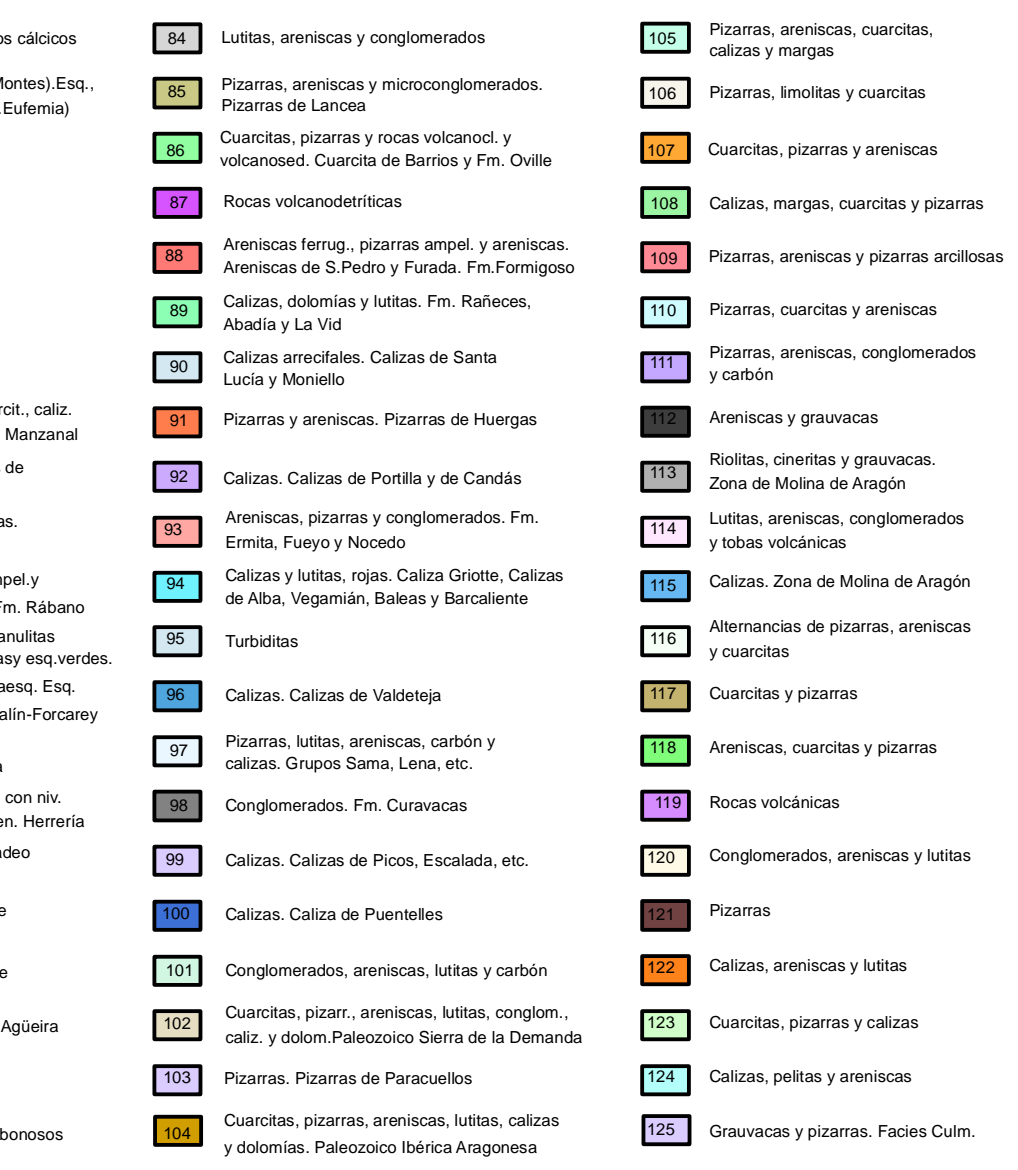 os cálcicos
Montes).Esq.,
.Eufemia)
rcit., caliz.
Manzanal
de
as.
mpel.y
Fm. Rábano
anulitas
asy esq.verdes.
aesq. Esq.
alín-Forcarey
a
con niv.
en. Herrería
adeo
e
e
Agüeira
bonosos
84 Lutitas, areniscas y conglomerados
85 Pizarras, areniscas y microconglomerados.
Pizarras de Lancea
86 Cuarcitas, pizarras y rocas volcanocl. y
volcanosed. Cuarcita de Barrios y Fm. Oville
87 Rocas volcanodetríticas
88 Areniscas ferrug., pizarras ampel. y areniscas.
Areniscas de S.Pedro y Furada. Fm.Formigoso
89 Calizas, dolomías y lutitas. Fm. Rañeces,
Abadía y La Vid
90 Calizas arrecifales. Calizas de Santa
Lucía y Moniello
91 Pizarras y areniscas. Pizarras de Huergas
92 Calizas. Calizas de Portilla y de Candás
93 Areniscas, pizarras y conglomerados. Fm.
Ermita, Fueyo y Nocedo
94 Calizas y lutitas, rojas. Caliza Griotte, Calizas
de Alba, Vegamián, Baleas y Barcaliente
95 Turbiditas
96 Calizas. Calizas de Valdeteja
97 Pizarras, lutitas, areniscas, carbón y
calizas. Grupos Sama, Lena, etc.
98 Conglomerados. Fm. Curavacas
99 Calizas. Calizas de Picos, Escalada, etc.
100 Calizas. Caliza de Puentelles
101 Conglomerados, areniscas, lutitas y carbón
102 Cuarcitas, pizarr., areniscas, lutitas, conglom.,
caliz. y dolom.Paleozoico Sierra de la Demanda
103 Pizarras. Pizarras de Paracuellos
104 Cuarcitas, pizarras, areniscas, lutitas, calizas
y dolomías. Paleozoico Ibérica Aragonesa
105 Pizarras, areniscas, cuarcitas,
calizas y margas
106 Pizarras, limolitas y cuarcitas
107 Cuarcitas, pizarras y areniscas
108 Calizas, margas, cuarcitas y pizarras
109 Pizarras, areniscas y pizarras arcillosas
110 Pizarras, cuarcitas y areniscas
111 Pizarras, areniscas, conglomerados
y carbón
112 Areniscas y grauvacas
113 Riolitas, cineritas y grauvacas.
Zona de Molina de Aragón
114 Lutitas, areniscas, conglomerados
y tobas volcánicas
115 Calizas. Zona de Molina de Aragón
116 Alternancias de pizarras, areniscas
y cuarcitas
117 Cuarcitas y pizarras
118 Areniscas, cuarcitas y pizarras
119 Rocas volcánicas
120 Conglomerados, areniscas y lutitas
121 Pizarras
122 Calizas, areniscas y lutitas
123 Cuarcitas, pizarras y calizas
124 Calizas, pelitas y areniscas
125 Grauvacas y pizarras. Facies Culm.